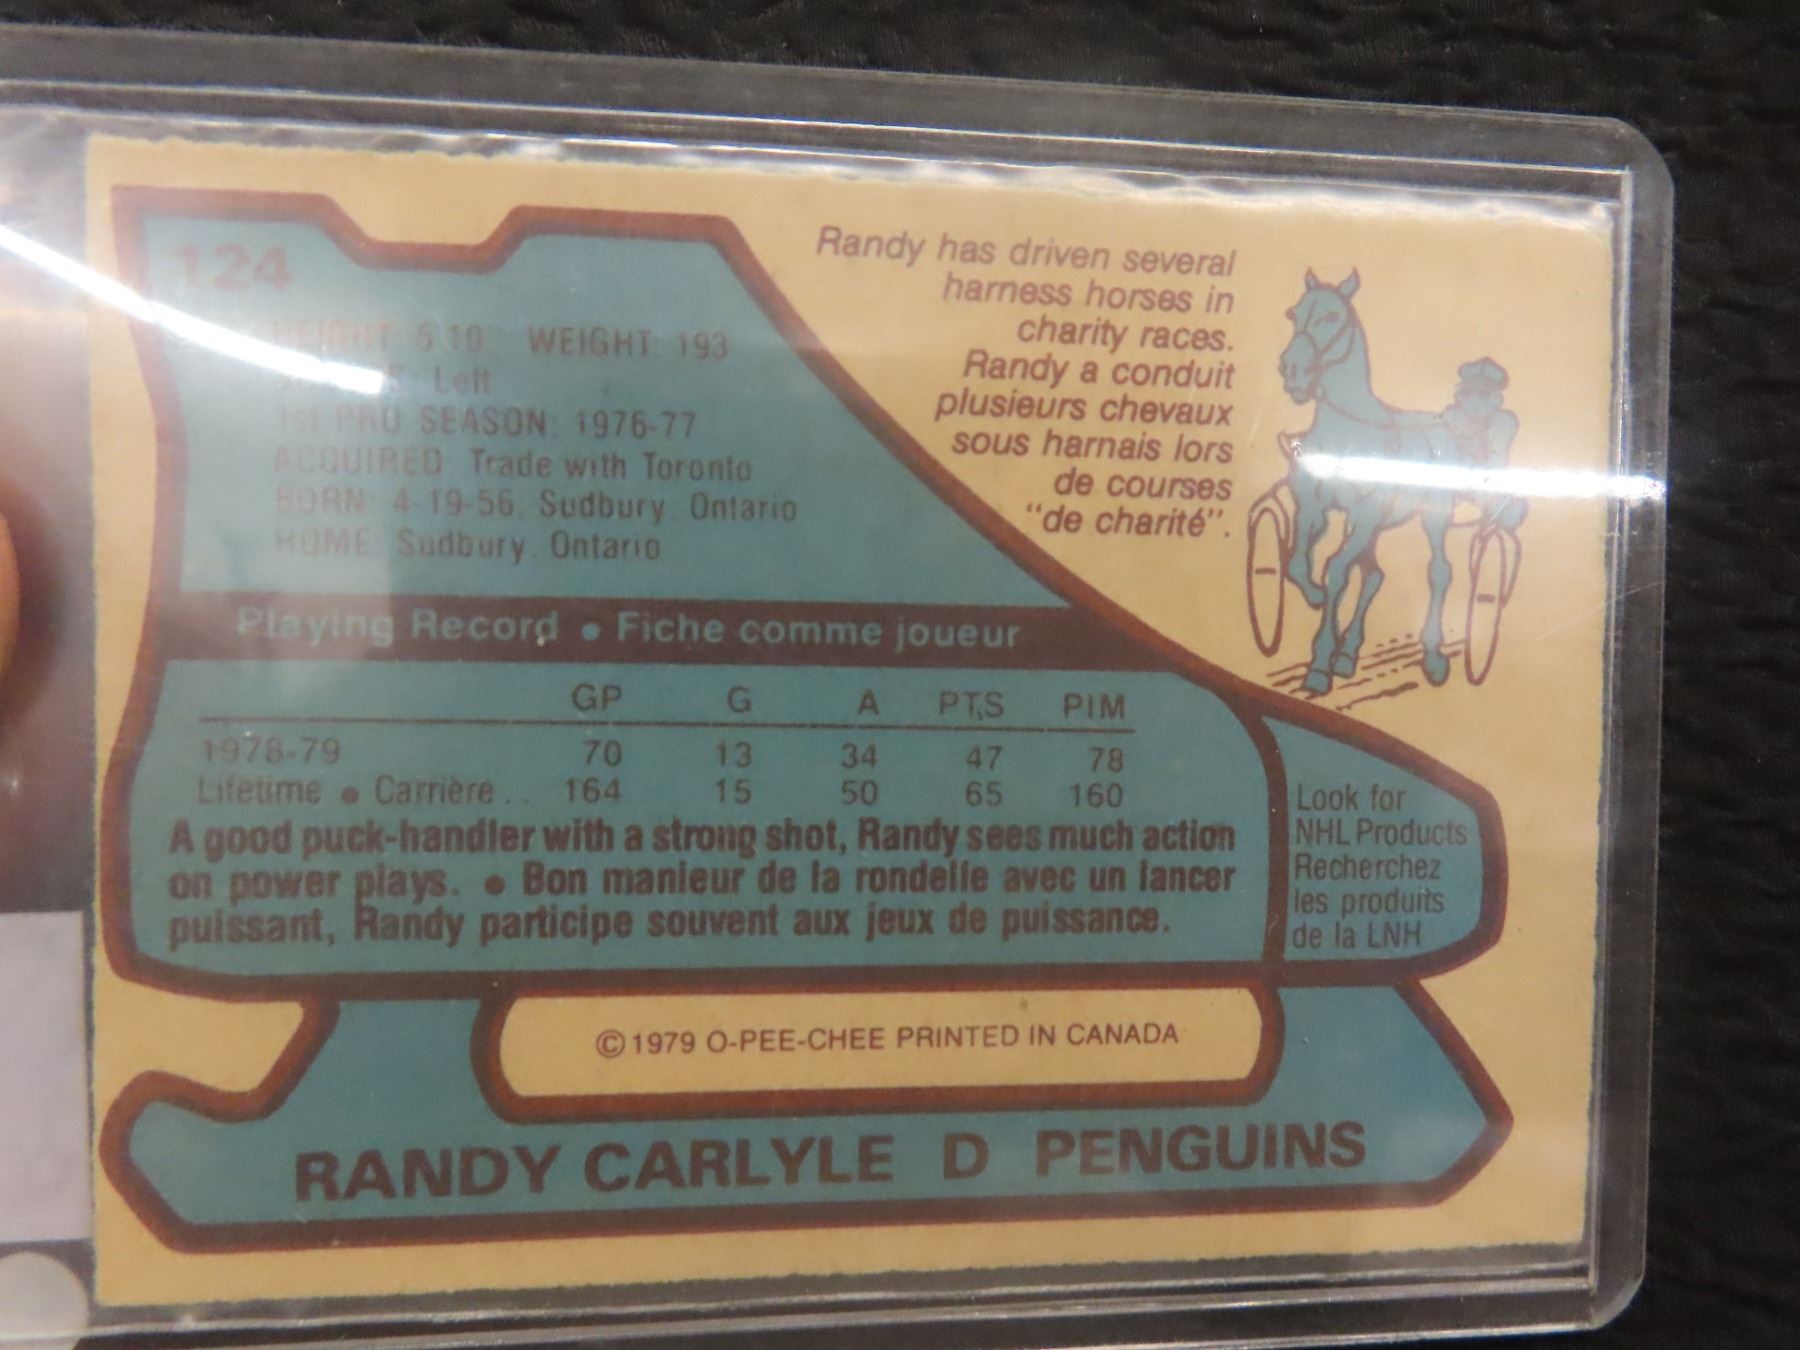 124
HEIGHT: 5'10" WEIGHT: 193
Left
1st PRO SEASON: 1976-77
ACQUIRED: Trade with Toronto
BORN: 4-19-56, Sudbury, Ontario
HOME: Sudbury, Ontario
Randy has driven several
harness horses in
charity races.
Randy a conduit
plusieurs chevaux
sous harnais lors
de courses
"de charité".
Playing Record • Fiche comme joueur
GP G A PTS PIM
1978-79 70 13 34 47 78
Lifetime • Carrière.. 164 15 50 65 160
A good puck-handler with a strong shot, Randy sees much action
on power plays. • Bon manieur de la rondelle avec un lancer
puissant, Randy participe souvent aux jeux de puissance.
Look for
NHL Products
Recherchez
les produits
de la LNH
© 1979 O-PEE-CHEE PRINTED IN CANADA
RANDY CARLYLE D PENGUINS